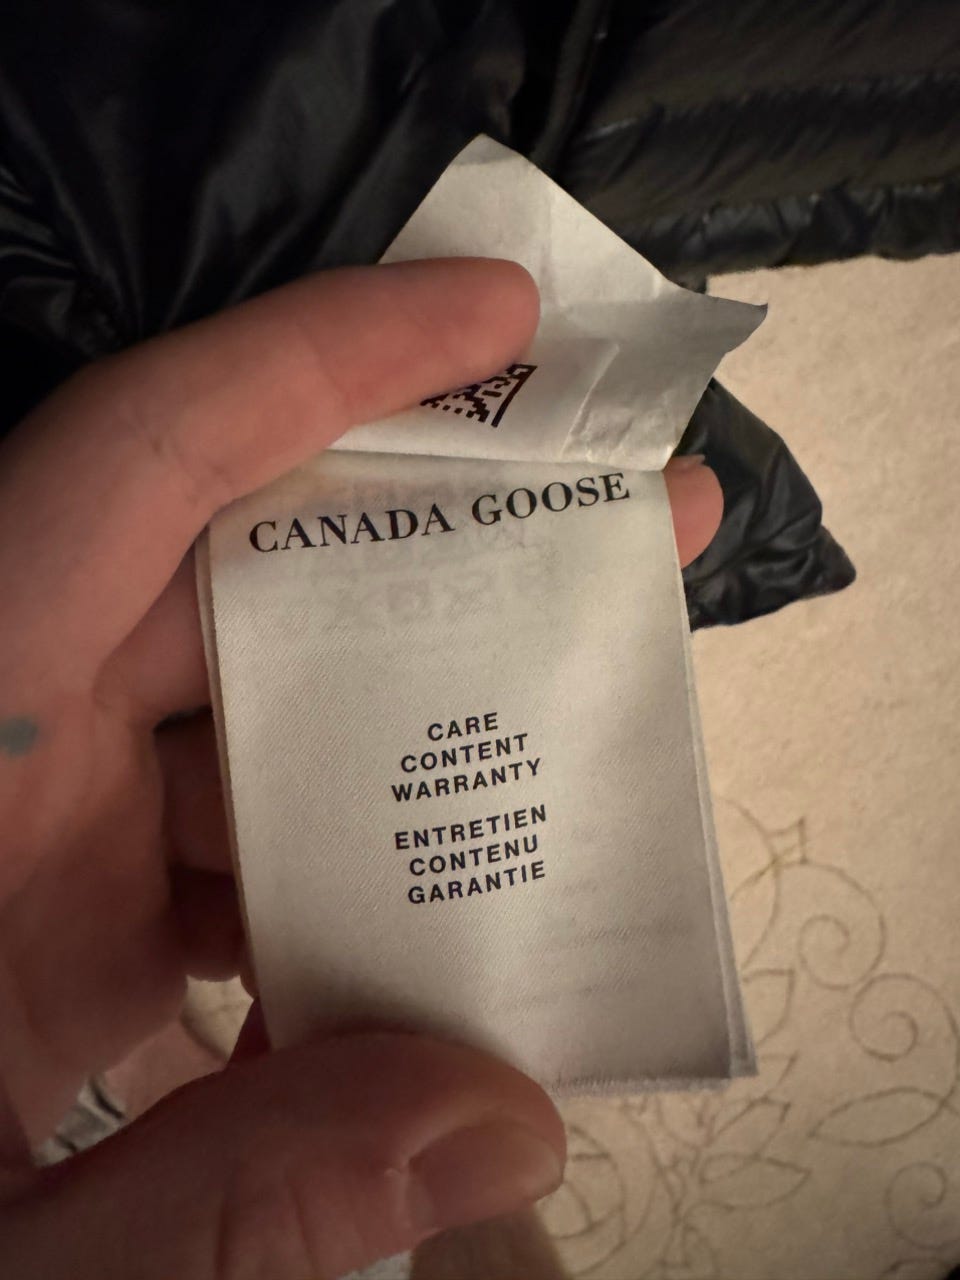 CANADA GOOSE
CARE
CONTENT
WARRANTY
ENTRETIEN
CONTENU
GARANTIE